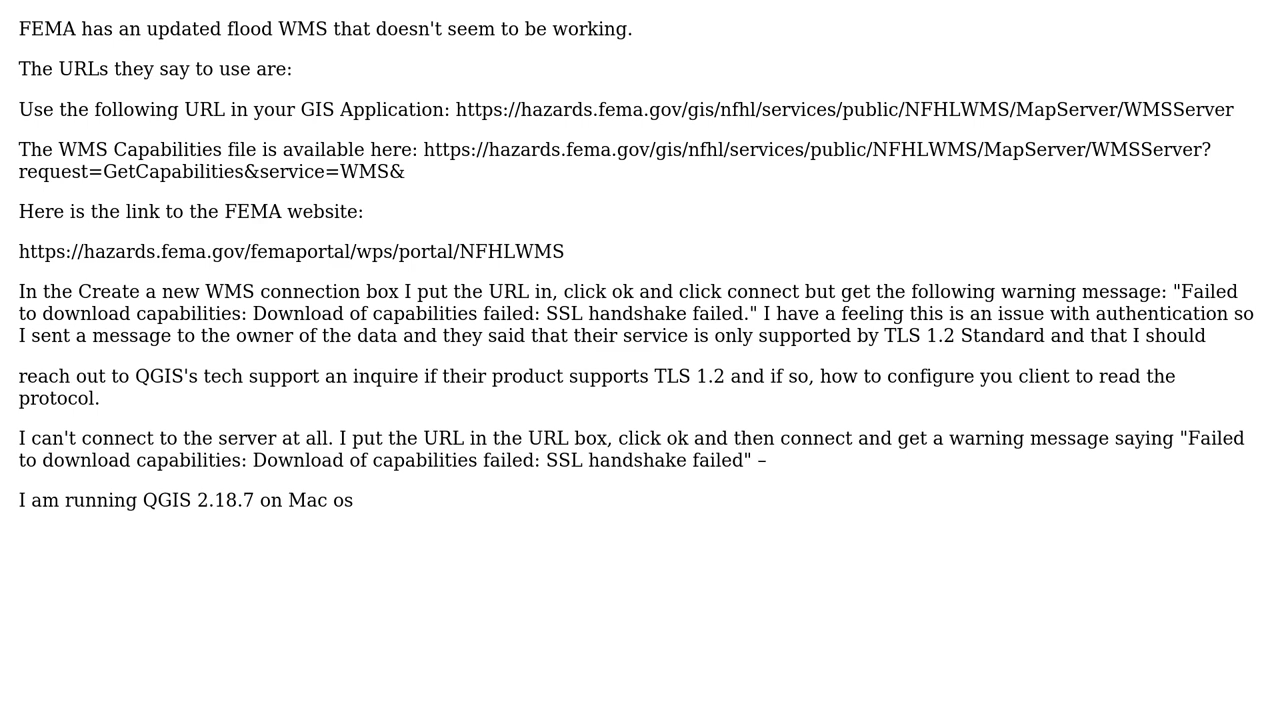 FEMA has an updated flood WMS that doesn't seem to be working.
The URLs they say to use are:
Use the following URL in your GIS Application: https://hazards.fema.gov/gis/nfhl/services/public/NFHLWMS/MapServer/WMSServer
The WMS Capabilities file is available here: https://hazards.fema.gov/gis/nfhl/services/public/NFHLWMS/MapServer/WMSServer?
request=GetCapabilities&service=WMS&
Here is the link to the FEMA website:
https://hazards.fema.gov/femaportal/wps/portal/NFHLWMS
In the Create a new WMS connection box I put the URL in, click ok and click connect but get the following warning message: "Failed
to download capabilities: Download of capabilities failed: SSL handshake failed." I have a feeling this is an issue with authentication so
I sent a message to the owner of the data and they said that their service is only supported by TLS 1.2 Standard and that I should
reach out to QGIS's tech support an inquire if their product supports TLS 1.2 and if so, how to configure you client to read the
protocol.
I can't connect to the server at all. I put the URL in the URL box, click ok and then connect and get a warning message saying "Failed
to download capabilities: Download of capabilities failed: SSL handshake failed" –
I am running QGIS 2.18.7 on Mac os